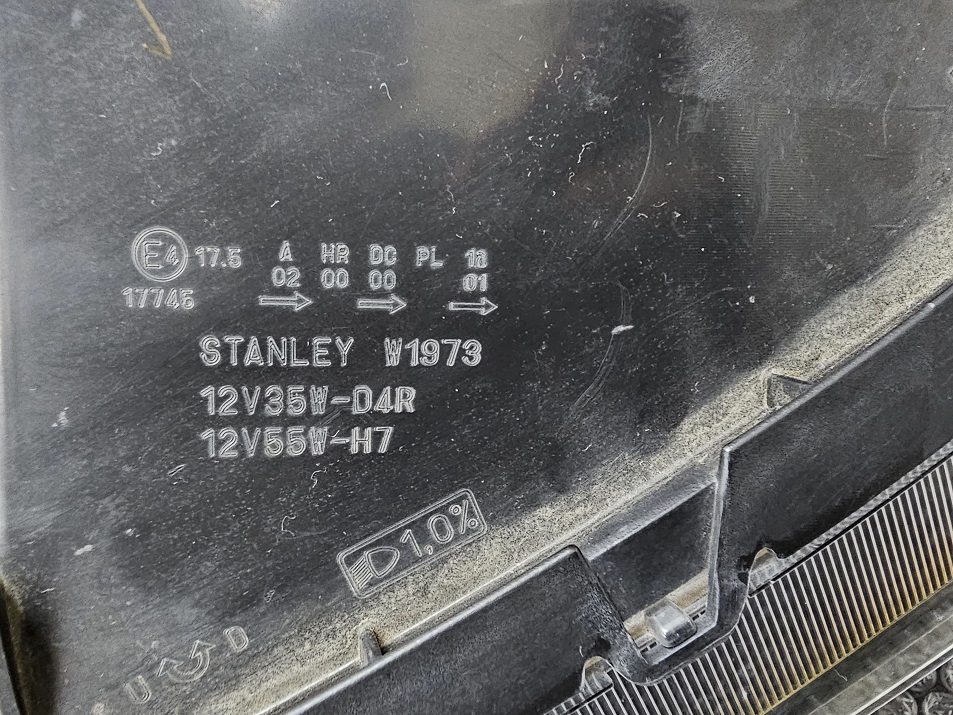 E4 17.5 A HR DC PL 18
17745 02 00 00 01
STANLEY W1973
12V35W-D4R
12V55W-H7
1,0%
U D